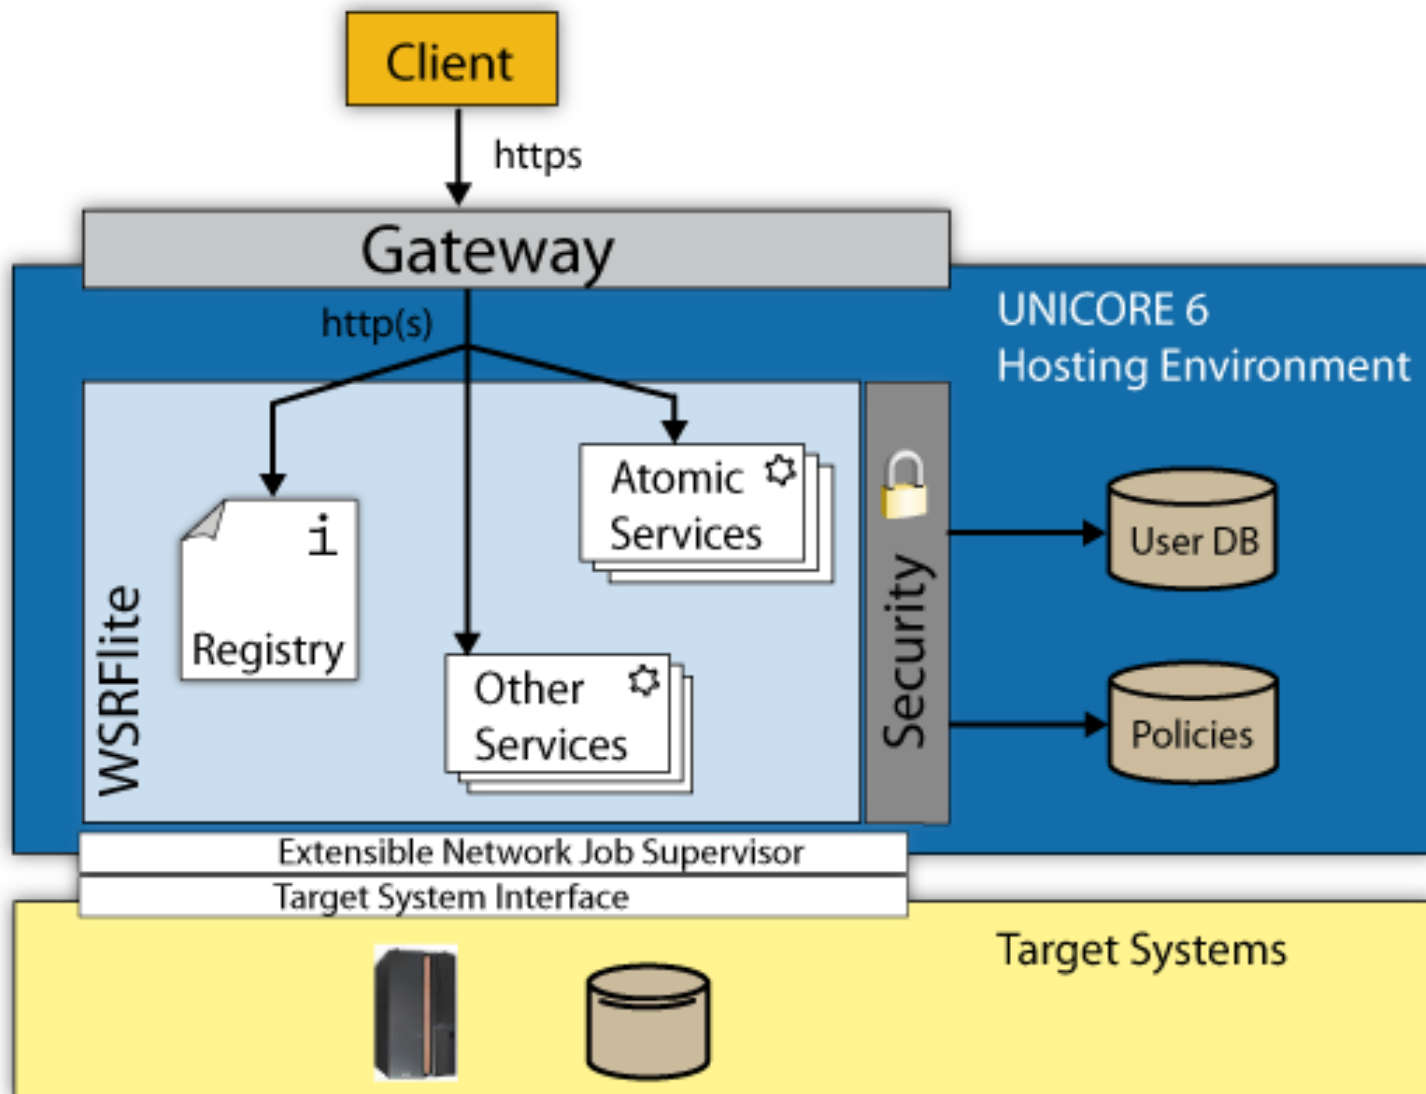 Client
https
Gateway
http(s)
UNICORE 6
Hosting Environment
Atomic
Services
i
Registry
WSRFlite
Other
Services
Security
User DB
Policies
Extensible Network Job Supervisor
Target System Interface
Target Systems